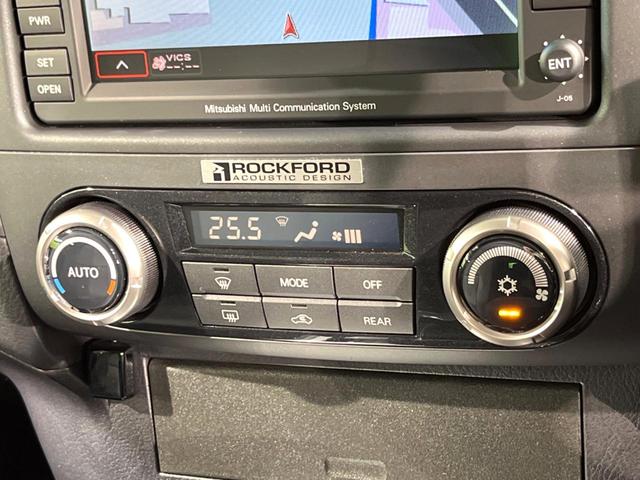 PWR
SET
OPEN
VICS
--:--
ENT
J-05
Mitsubishi Multi Communication System
ROCKFORD
ACOUSTIC DESIGN
25.5
AUTO
MODE
OFF
REAR